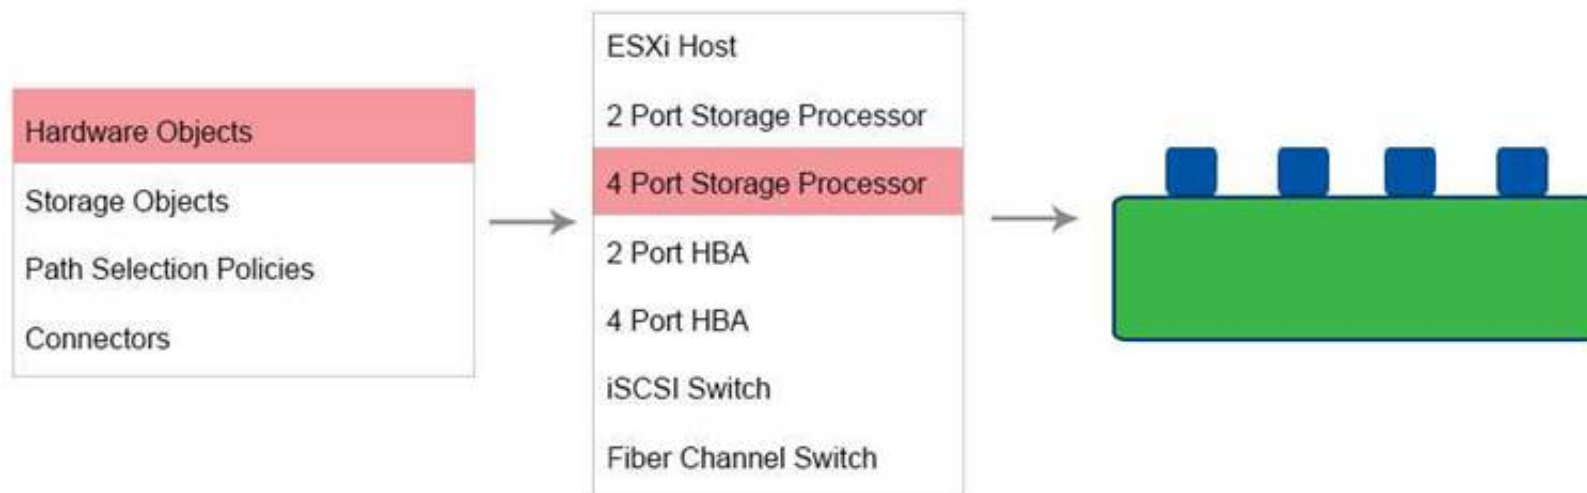 Hardware Objects
Storage Objects
Path Selection Policies
Connectors
ESXi Host
2 Port Storage Processor
4 Port Storage Processor
2 Port HBA
4 Port HBA
iSCSI Switch
Fiber Channel Switch